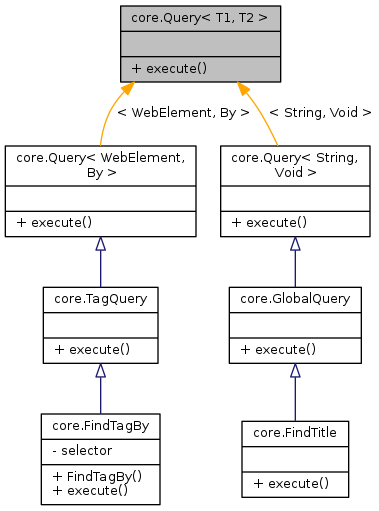 core.Query< T1, T2 >
+ execute()
< WebElement, By >
< String, Void >
core.Query< WebElement,
By >
+ execute()
core.Query< String,
Void >
+ execute()
core.TagQuery
+ execute()
core.GlobalQuery
+ execute()
core.FindTagBy
- selector
+ FindTagBy()
+ execute()
core.FindTitle
+ execute()